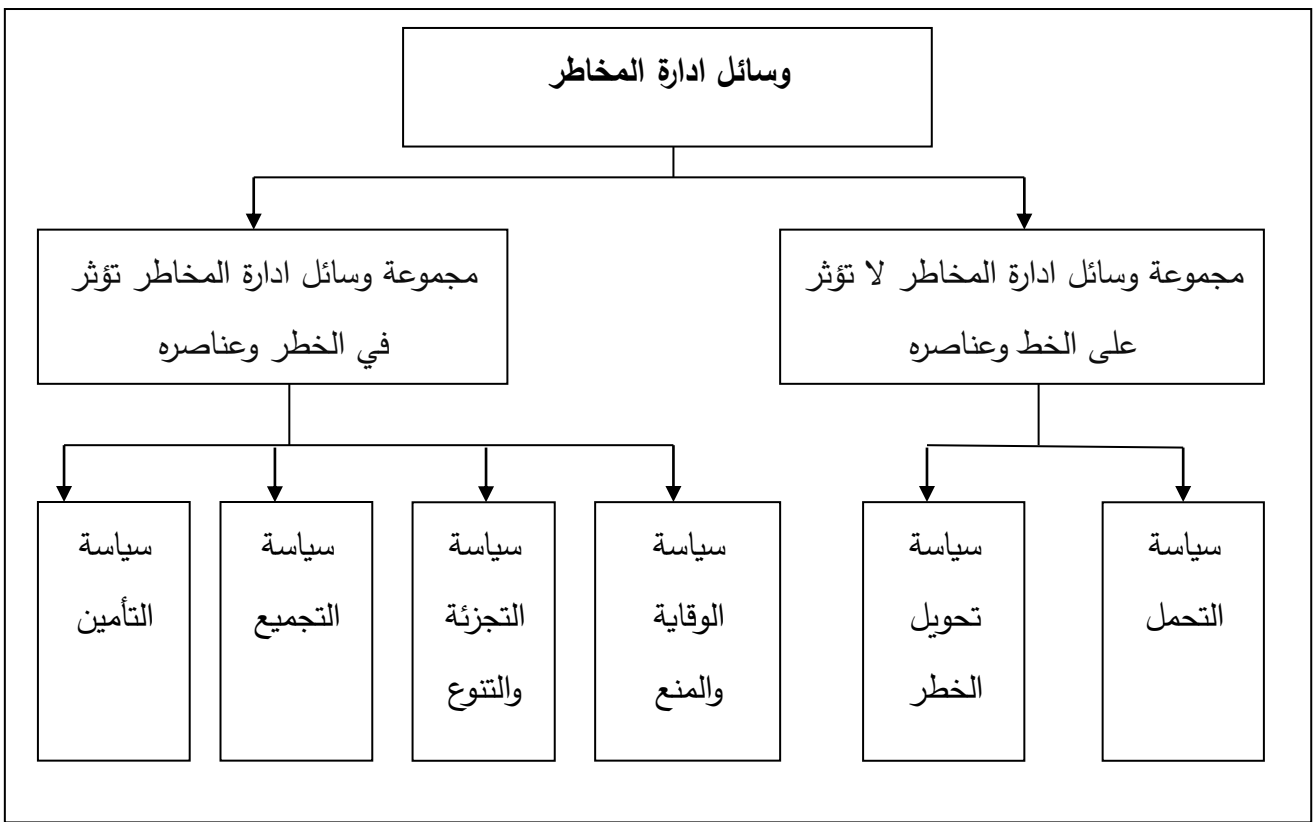 وسائل ادارة المخاطر
مجموعة وسائل ادارة المخاطر لا تؤثر
على الخط وعناصره
مجموعة وسائل ادارة المخاطر تؤثر
في الخطر وعناصره
سياسة
التحمل
سياسة
تحويل
الخطر
سياسة
الوقاية
والمنع
سياسة
التجزئة
والتنوع
سياسة
التجميع
سياسة
التأمين